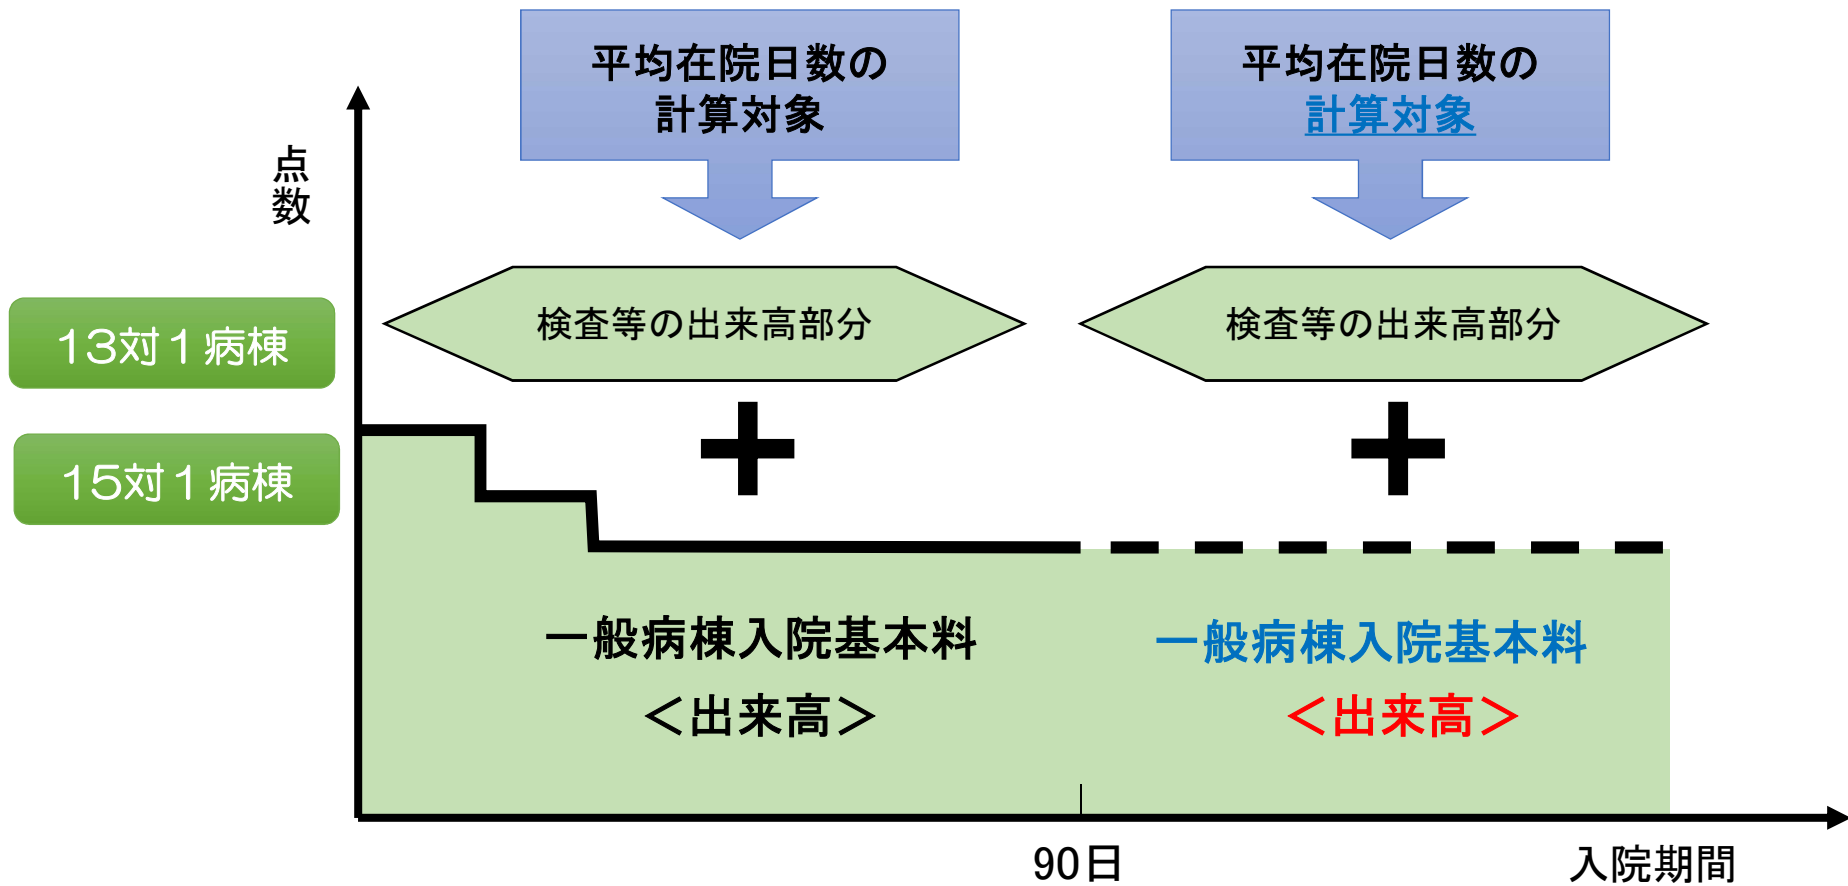 平均在院日数の
計算対象
平均在院日数の
計算対象
点数
検査等の出来高部分
検査等の出来高部分
13対1病棟
15対1病棟
一般病棟入院基本料
<出来高>
一般病棟入院基本料
<出来高>
90日
入院期間